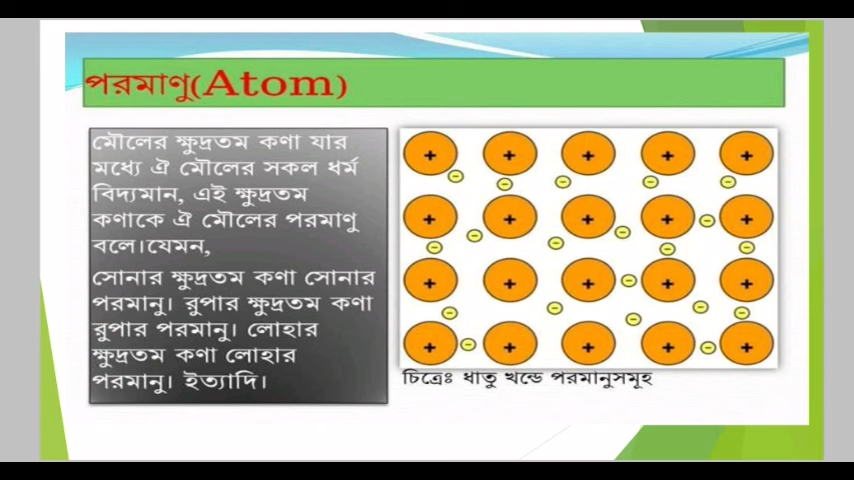 পরমাণু(Atom)
মৌলের ক্ষুদ্রতম কণা যার
মধ্যে ঐ মৌলের সকল ধর্ম
বিদ্যমান, এই ক্ষুদ্রতম
কণাকে ঐ মৌলের পরমাণু
বলে।যেমন,
সোনার ক্ষুদ্রতম কণা সোনার
পরমানু। রুপার ক্ষুদ্রতম কণা
রুপার পরমানু। লোহার
ক্ষুদ্রতম কণা লোহার
পরমানু। ইত্যাদি।
চিত্রেঃ ধাতু খন্ডে পরমানুসমূহ